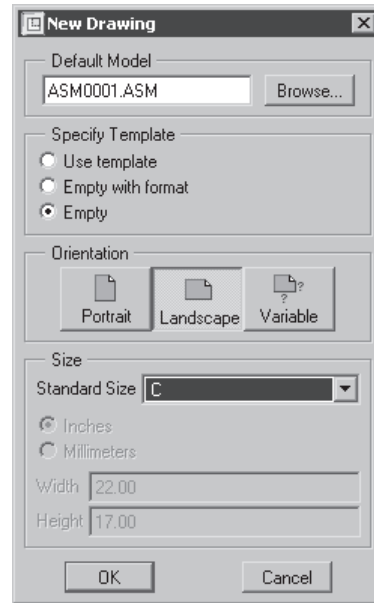 New Drawing
Default Model
ASM0001.ASM Browse...
Specify Template
Use template
Empty with format
Empty
Orientation
Portrait Landscape Variable
Size
Standard Size C
Inches
Millimeters
Width 22.00
Height 17.00
OK Cancel